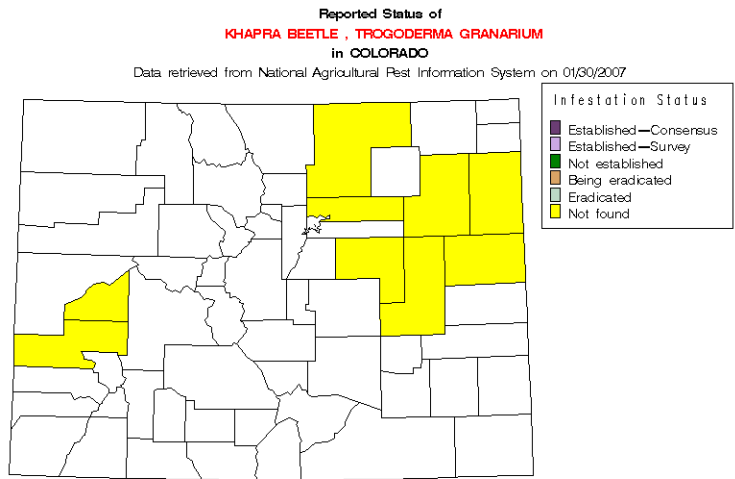 Reported Status of
KHAPRA BEETLE , TROGODERMA GRANARIUM
in COLORADO
Data retrieved from National Agricultural Pest Information System on 01/30/2007
Infestation Status
Established—Consensus
Established—Survey
Not established
Being eradicated
Eradicated
Not found